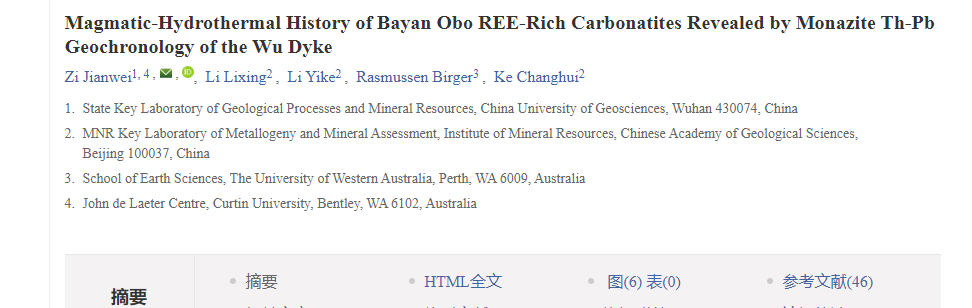 Magmatic-Hydrothermal History of Bayan Obo REE-Rich Carbonatites Revealed by Monazite Th-Pb
Geochronology of the Wu Dyke
Zi Jianwei1, 4, , iD, Li Lixing2, Li Yike2, Rasmussen Birger3, Ke Changhui2
1. State Key Laboratory of Geological Processes and Mineral Resources, China University of Geosciences, Wuhan 430074, China
2. MNR Key Laboratory of Metallogeny and Mineral Assessment, Institute of Mineral Resources, Chinese Academy of Geological Sciences,
Beijing 100037, China
3. School of Earth Sciences, The University of Western Australia, Perth, WA 6009, Australia
4. John de Laeter Centre, Curtin University, Bentley, WA 6102, Australia
摘要 HTML全文 图(6) 表(0) 参考文献(46)
摘要